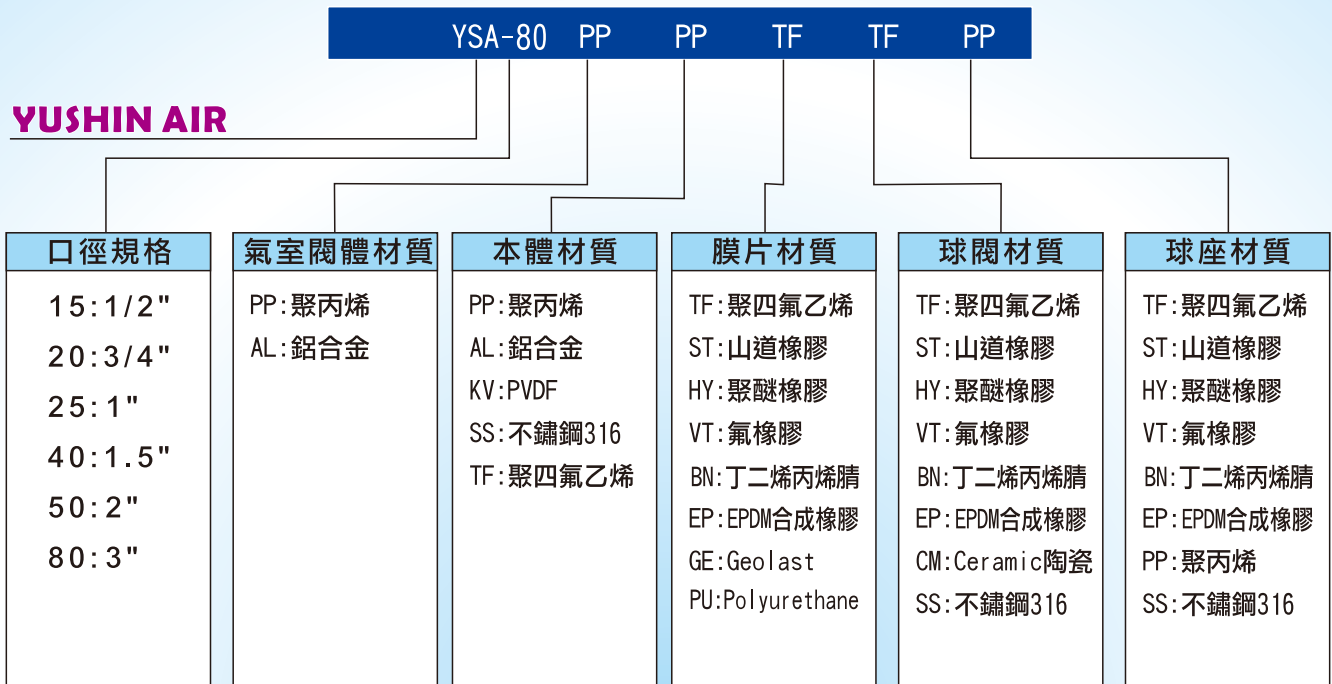 YSA-80 PP PP TF TF PP
YUSHIN AIR
口徑規格
15:1/2"
20:3/4"
25:1"
40:1.5"
50:2"
80:3"
氣室閥體材質
PP:聚丙烯
AL:鋁合金
本體材質
PP:聚丙烯
AL:鋁合金
KV:PVDF
SS:不鏽鋼316
TF:聚四氟乙烯
膜片材質
TF:聚四氟乙烯
ST:山道橡膠
HY:聚醚橡膠
VT:氟橡膠
BN:丁二烯丙烯腈
EP:EPDM合成橡膠
GE:Geolast
PU:Polyurethane
球閥材質
TF:聚四氟乙烯
ST:山道橡膠
HY:聚醚橡膠
VT:氟橡膠
BN:丁二烯丙烯腈
EP:EPDM合成橡膠
CM:Ceramic陶瓷
SS:不鏽鋼316
球座材質
TF:聚四氟乙烯
ST:山道橡膠
HY:聚醚橡膠
VT:氟橡膠
BN:丁二烯丙烯腈
EP:EPDM合成橡膠
PP:聚丙烯
SS:不鏽鋼316